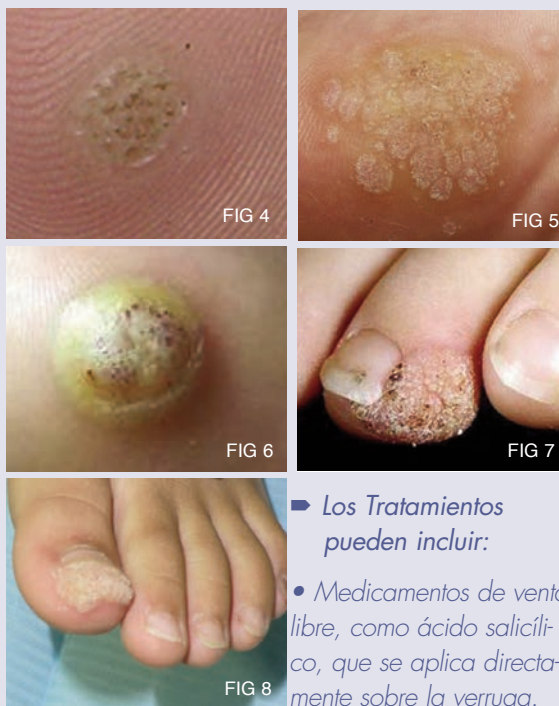 FIG 4
FIG 5
FIG 6
FIG 7
➨ Los Tratamientos
pueden incluir:
• Medicamentos de venta
libre, como ácido salicíli-
co, que se aplica directa-
mente sobre la verruga.
FIG 8